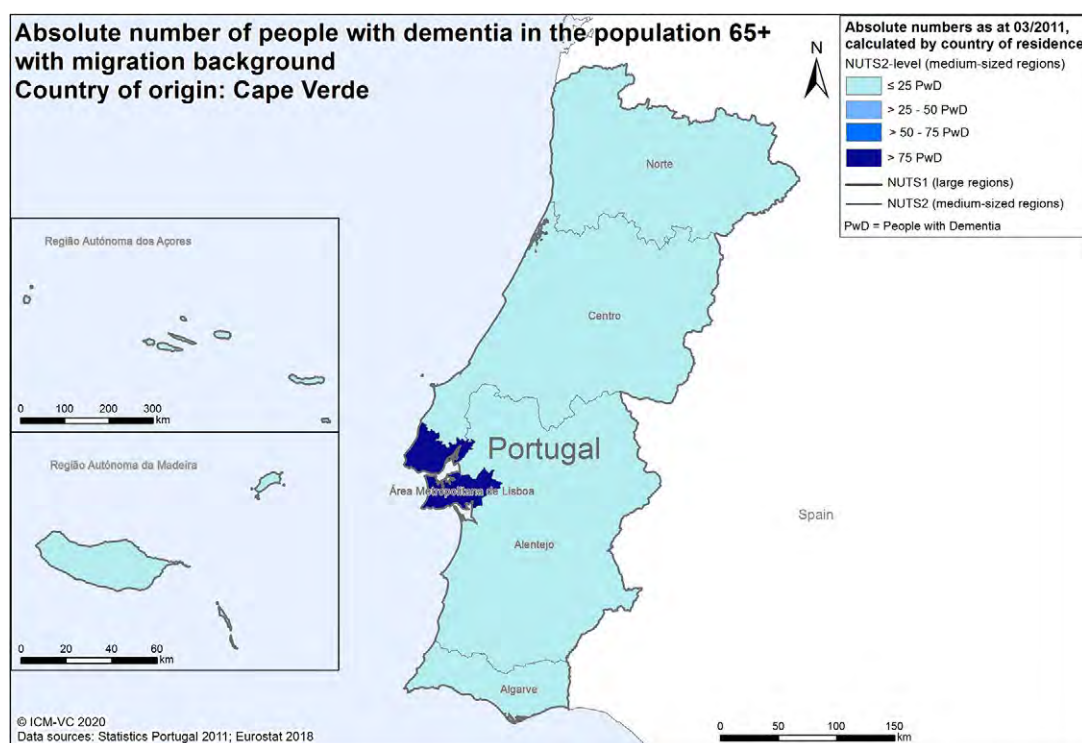 Absolute number of people with dementia in the population 65+
with migration background
Country of origin: Cape Verde
N
Absolute numbers as at 03/2011,
calculated by country of residence
NUTS2-level (medium-sized regions)
≤ 25 PwD
> 25 - 50 PwD
> 50 - 75 PwD
> 75 PwD
NUTS1 (large regions)
NUTS2 (medium-sized regions)
PwD = People with Dementia
Norte
Região Autónoma dos Açores
Centro
0 100 200 300
km
Portugal
Região Autónoma da Madeira
Área Metropolitana de Lisboa
Spain
Alentejo
0 20 40 60
km
Algarve
© ICM-VC 2020
Data sources: Statistics Portugal 2011; Eurostat 2018
0 50 100 150
km